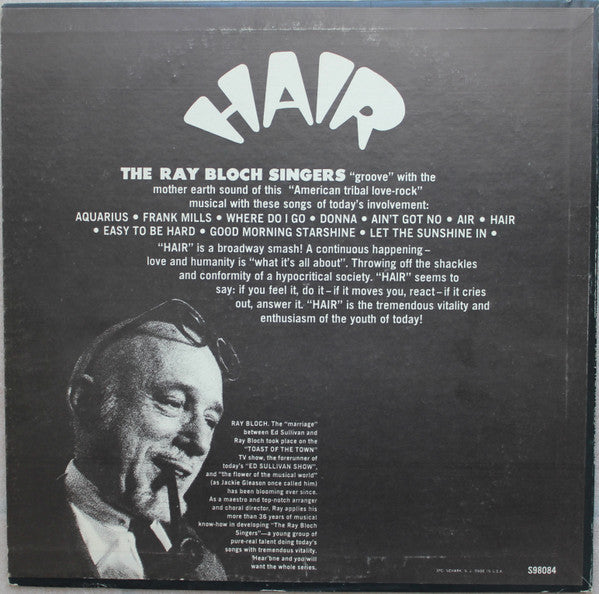 HAIR
THE RAY BLOCH SINGERS "groove" with the
mother earth sound of this "American tribal love-rock"
musical with these songs of today's involvement:
AQUARIUS • FRANK MILLS • WHERE DO I GO • DONNA • AIN'T GOT NO • AIR • HAIR
• EASY TO BE HARD • GOOD MORNING STARSHINE • LET THE SUNSHINE IN •
"HAIR" is a broadway smash! A continuous happening –
love and humanity is "what it's all about". Throwing off the shackles
and conformity of a hypocritical society. "HAIR" seems to
say: if you feel it, do it – if it moves you, react – if it cries
out, answer it. "HAIR" is the tremendous vitality and
enthusiasm of the youth of today!
RAY BLOCH. The "marriage"
between Ed Sullivan and
Ray Bloch took place on the
"TOAST OF THE TOWN"
TV show, the forerunner of
today's "ED SULLIVAN SHOW",
and "the flower of the musical world"
(as Jackie Gleason once called him)
has been blooming ever since.
As a maestro and top-notch arranger
and choral director, Ray applies his
more than 36 years of musical
know-how in developing "The Ray Bloch
Singers"—a young group of
pure-real talent doing today's
songs with tremendous vitality.
Hear one and you will
want the whole series.
S98084